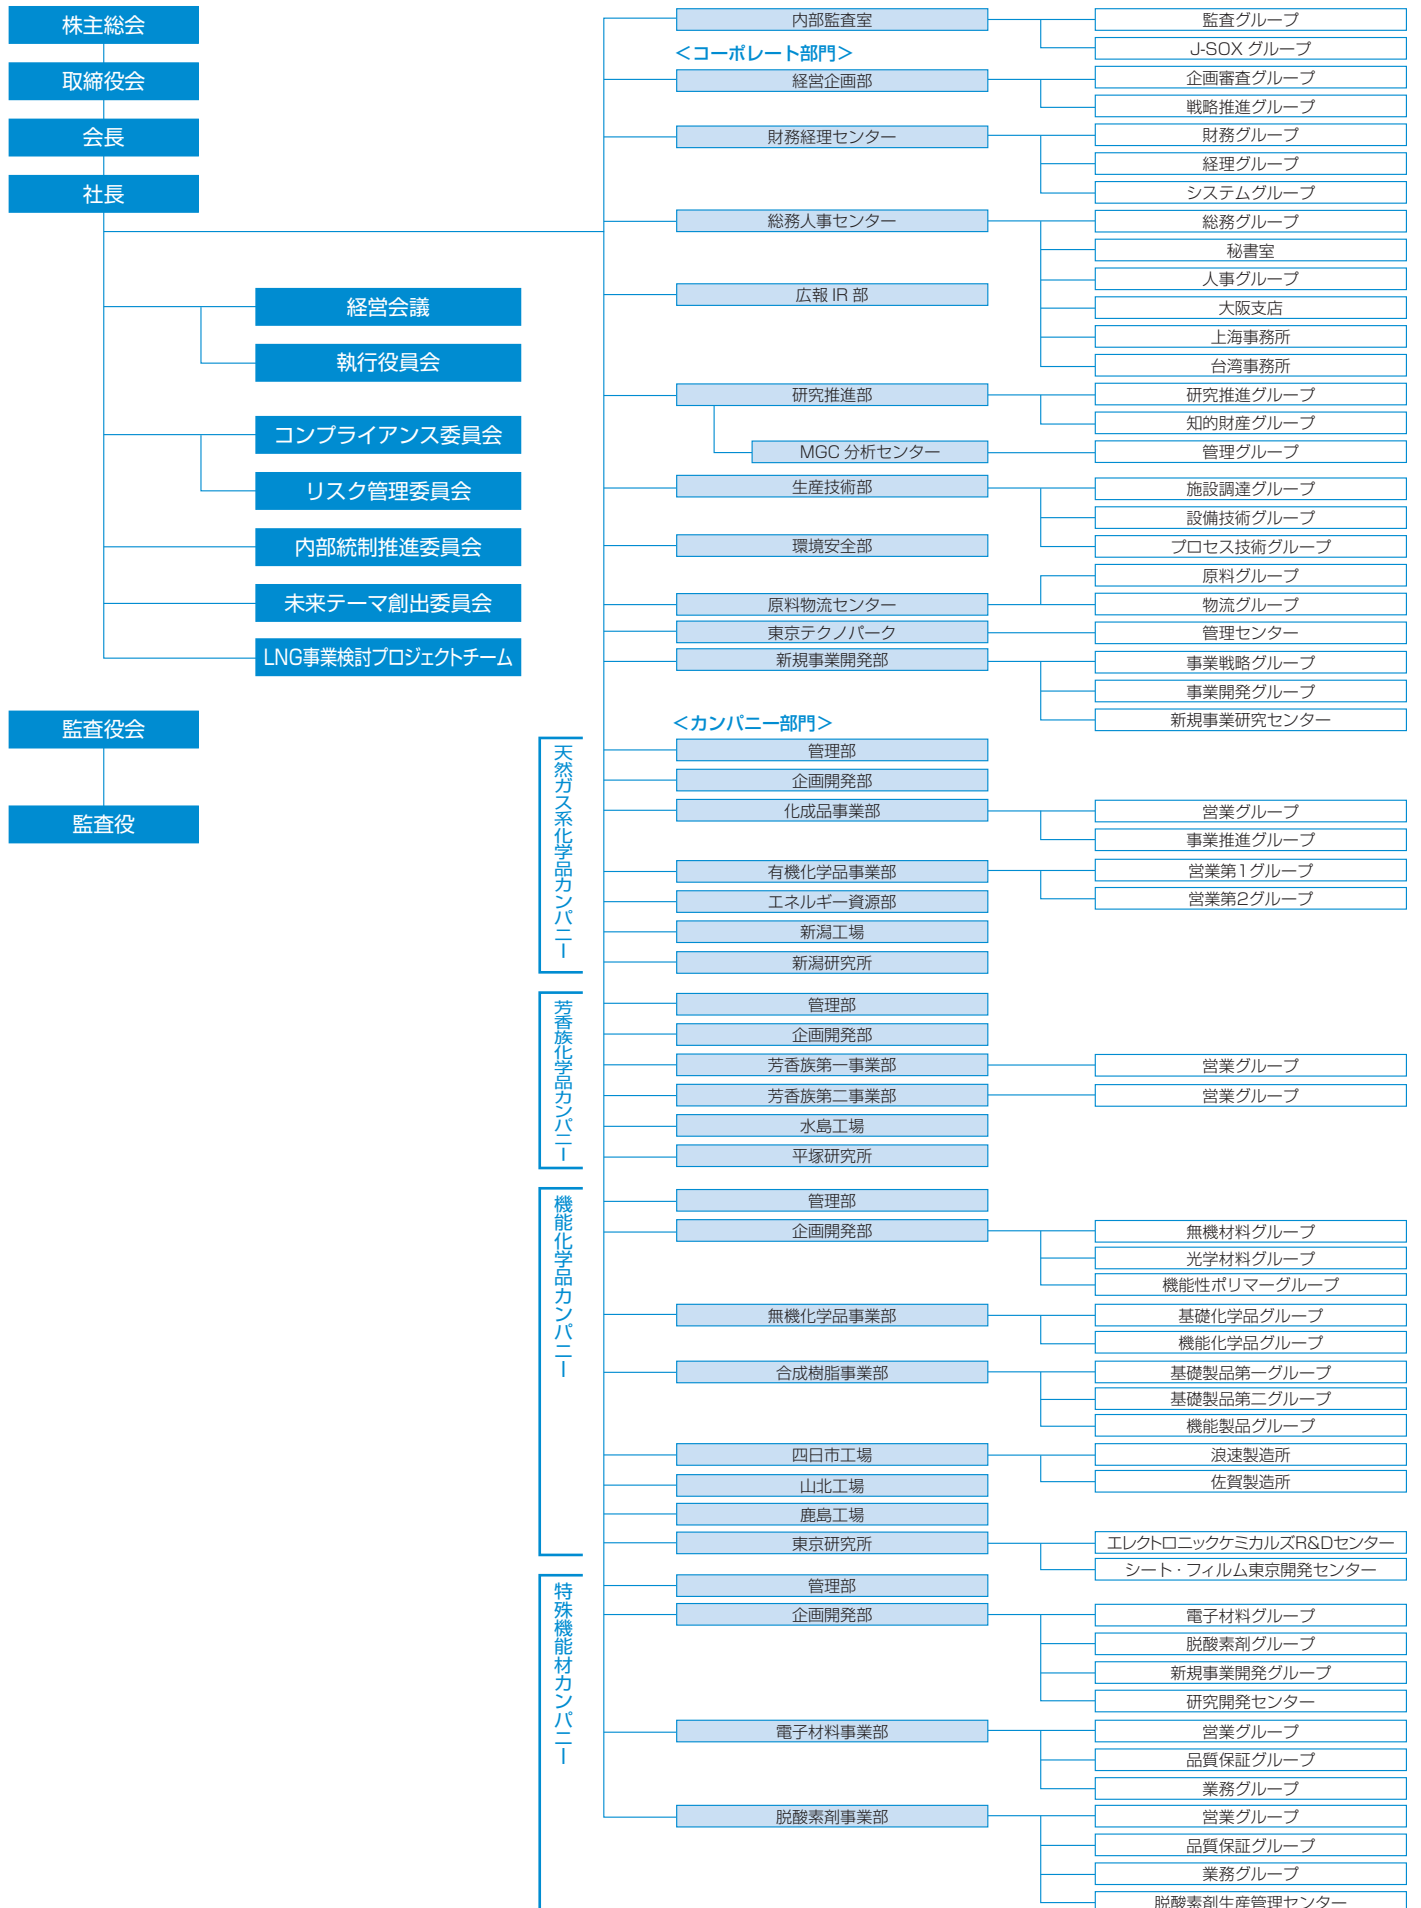 株主総会
取締役会
会長
社長
経営会議
執行役員会
コンプライアンス委員会
リスク管理委員会
内部統制推進委員会
未来テーマ創出委員会
LNG事業検討プロジェクトチーム
監査役会
監査役
内部監査室
監査グループ
J-SOX グループ
＜コーポレート部門＞
経営企画部
企画審査グループ
戦略推進グループ
財務経理センター
財務グループ
経理グループ
システムグループ
総務人事センター
総務グループ
秘書室
人事グループ
大阪支店
上海事務所
台湾事務所
広報 IR 部
研究推進部
研究推進グループ
知的財産グループ
MGC 分析センター
管理グループ
生産技術部
施設調達グループ
設備技術グループ
プロセス技術グループ
環境安全部
原料物流センター
原料グループ
物流グループ
東京テクノパーク
管理センター
新規事業開発部
事業戦略グループ
事業開発グループ
新規事業研究センター
＜カンパニー部門＞
天然ガス系化学品カンパニー
管理部
企画開発部
化成品事業部
営業グループ
事業推進グループ
有機化学品事業部
営業第1グループ
営業第2グループ
エネルギー資源部
新潟工場
新潟研究所
芳香族化学品カンパニー
管理部
企画開発部
芳香族第一事業部
営業グループ
芳香族第二事業部
営業グループ
水島工場
平塚研究所
機能化学品カンパニー
管理部
企画開発部
無機材料グループ
光学材料グループ
機能性ポリマーグループ
無機化学品事業部
基礎化学品グループ
機能化学品グループ
合成樹脂事業部
基礎製品第一グループ
基礎製品第二グループ
機能製品グループ
四日市工場
浪速製造所
佐賀製造所
山北工場
鹿島工場
東京研究所
エレクトロニックケミカルズR&Dセンター
シート・フィルム東京開発センター
特殊機能材カンパニー
管理部
企画開発部
電子材料グループ
脱酸素剤グループ
新規事業開発グループ
研究開発センター
電子材料事業部
営業グループ
品質保証グループ
業務グループ
脱酸素剤事業部
営業グループ
品質保証グループ
業務グループ
脱酸素剤生産管理センター